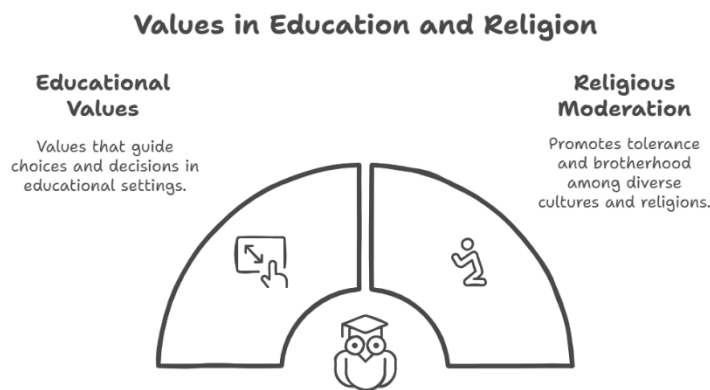 Values in Education and Religion
Educational
Values
Values that guide
choices and decisions in
educational settings.
Religious
Moderation
Promotes tolerance
and brotherhood
among diverse
cultures and religions.